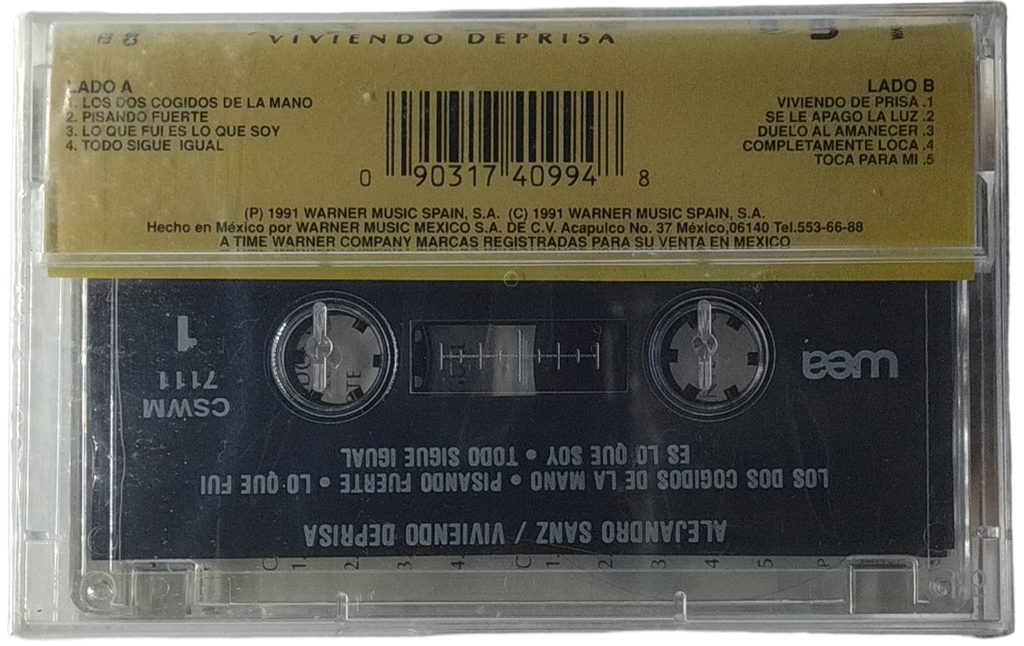 VIVIENDO DEPRISA
LADO A
1. LOS DOS COGIDOS DE LA MANO
2. PISANDO FUERTE
3. LO QUE FUI ES LO QUE SOY
4. TODO SIGUE IGUAL
LADO B
VIVIENDO DE PRISA .1
SE LE APAGO LA LUZ .2
DUELO AL AMANECER .3
COMPLETAMENTE LOCA .4
TOCA PARA MI .5
0 90317 40994 8
(P) 1991 WARNER MUSIC SPAIN, S.A. (C) 1991 WARNER MUSIC SPAIN, S.A.
Hecho en México por WARNER MUSIC MEXICO S.A. DE C.V. Acapulco No. 37 México,06140 Tel.553-66-88
A TIME WARNER COMPANY MARCAS REGISTRADAS PARA SU VENTA EN MEXICO
ALEJANDRO SANZ / VIVIENDO DEPRISA
LOS DOS COGIDOS DE LA MANO • PISANDO FUERTE • LO QUE FUI
ES LO QUE SOY • TODO SIGUE IGUAL
wea
CSWM
7111
1